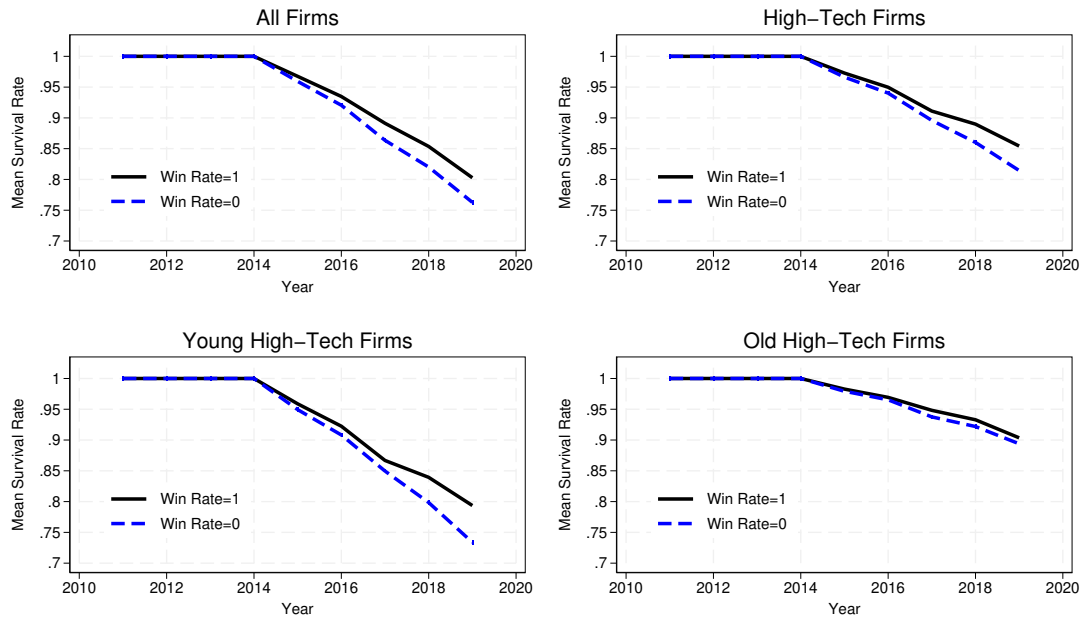 All Firms
Mean Survival Rate
1
.95
.9
.85
.8
.75
.7
Win Rate=1
Win Rate=0
2010 2012 2014 2016 2018 2020
Year
High-Tech Firms
Mean Survival Rate
1
.95
.9
.85
.8
.75
.7
Win Rate=1
Win Rate=0
2010 2012 2014 2016 2018 2020
Year
Young High-Tech Firms
Mean Survival Rate
1
.95
.9
.85
.8
.75
.7
Win Rate=1
Win Rate=0
2010 2012 2014 2016 2018 2020
Year
Old High-Tech Firms
Mean Survival Rate
1
.95
.9
.85
.8
.75
.7
Win Rate=1
Win Rate=0
2010 2012 2014 2016 2018 2020
Year